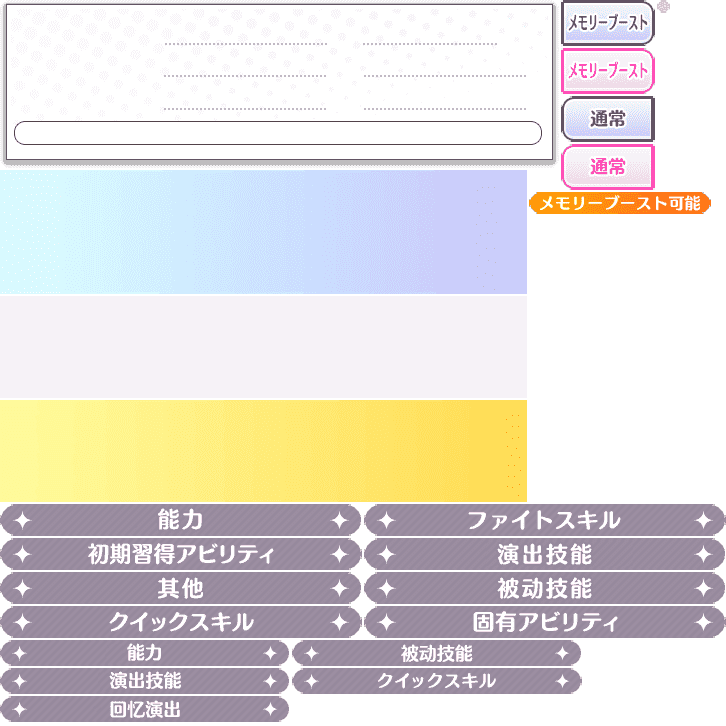 メモリーブースト
メモリーブースト
通常
通常
メモリーブースト可能
能力
ファイトスキル
初期習得アビリティ
演出技能
其他
被动技能
クイックスキル
固有アビリティ
能力
被动技能
演出技能
クイックスキル
回忆演出